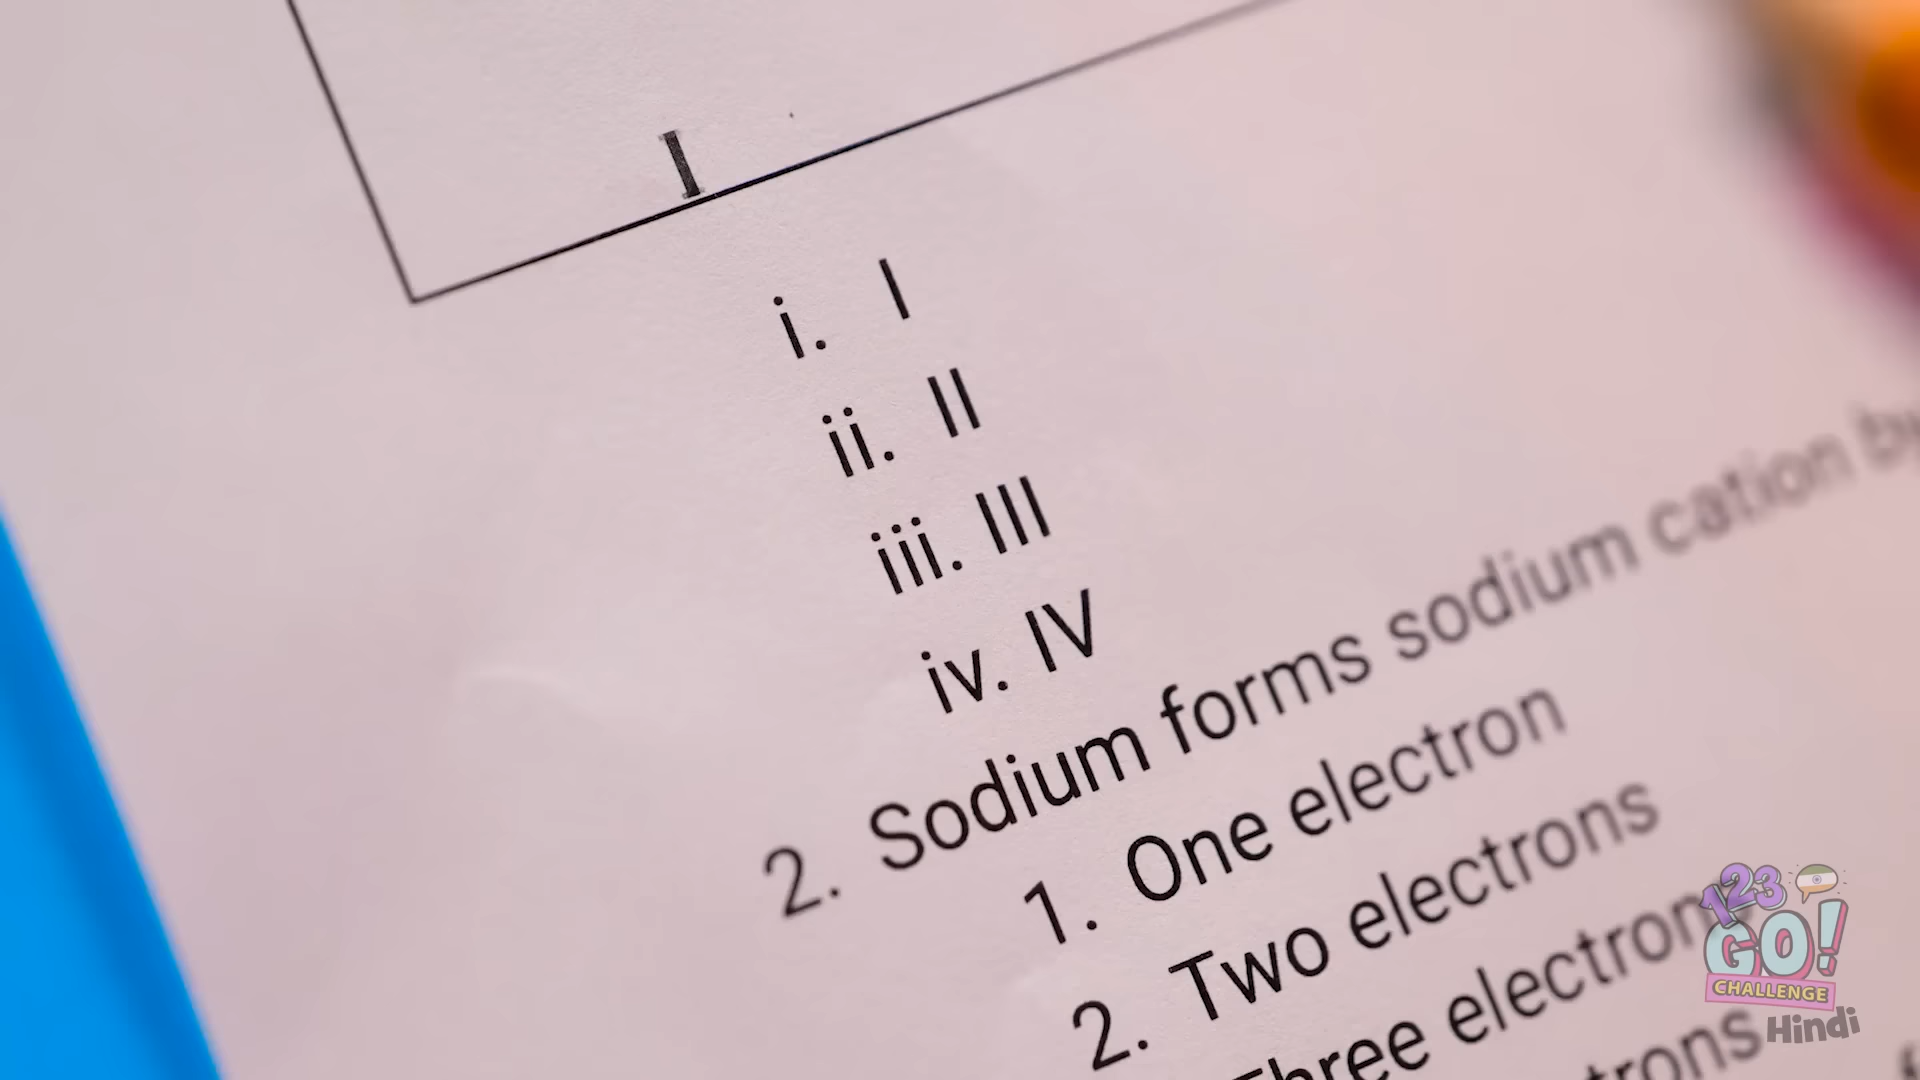 I
i. I
ii. II
iii. III
iv. IV
2. Sodium forms sodium cation by
1. One electron
2. Two electrons
Three electrons
123
GO!
CHALLENGE
Hindi